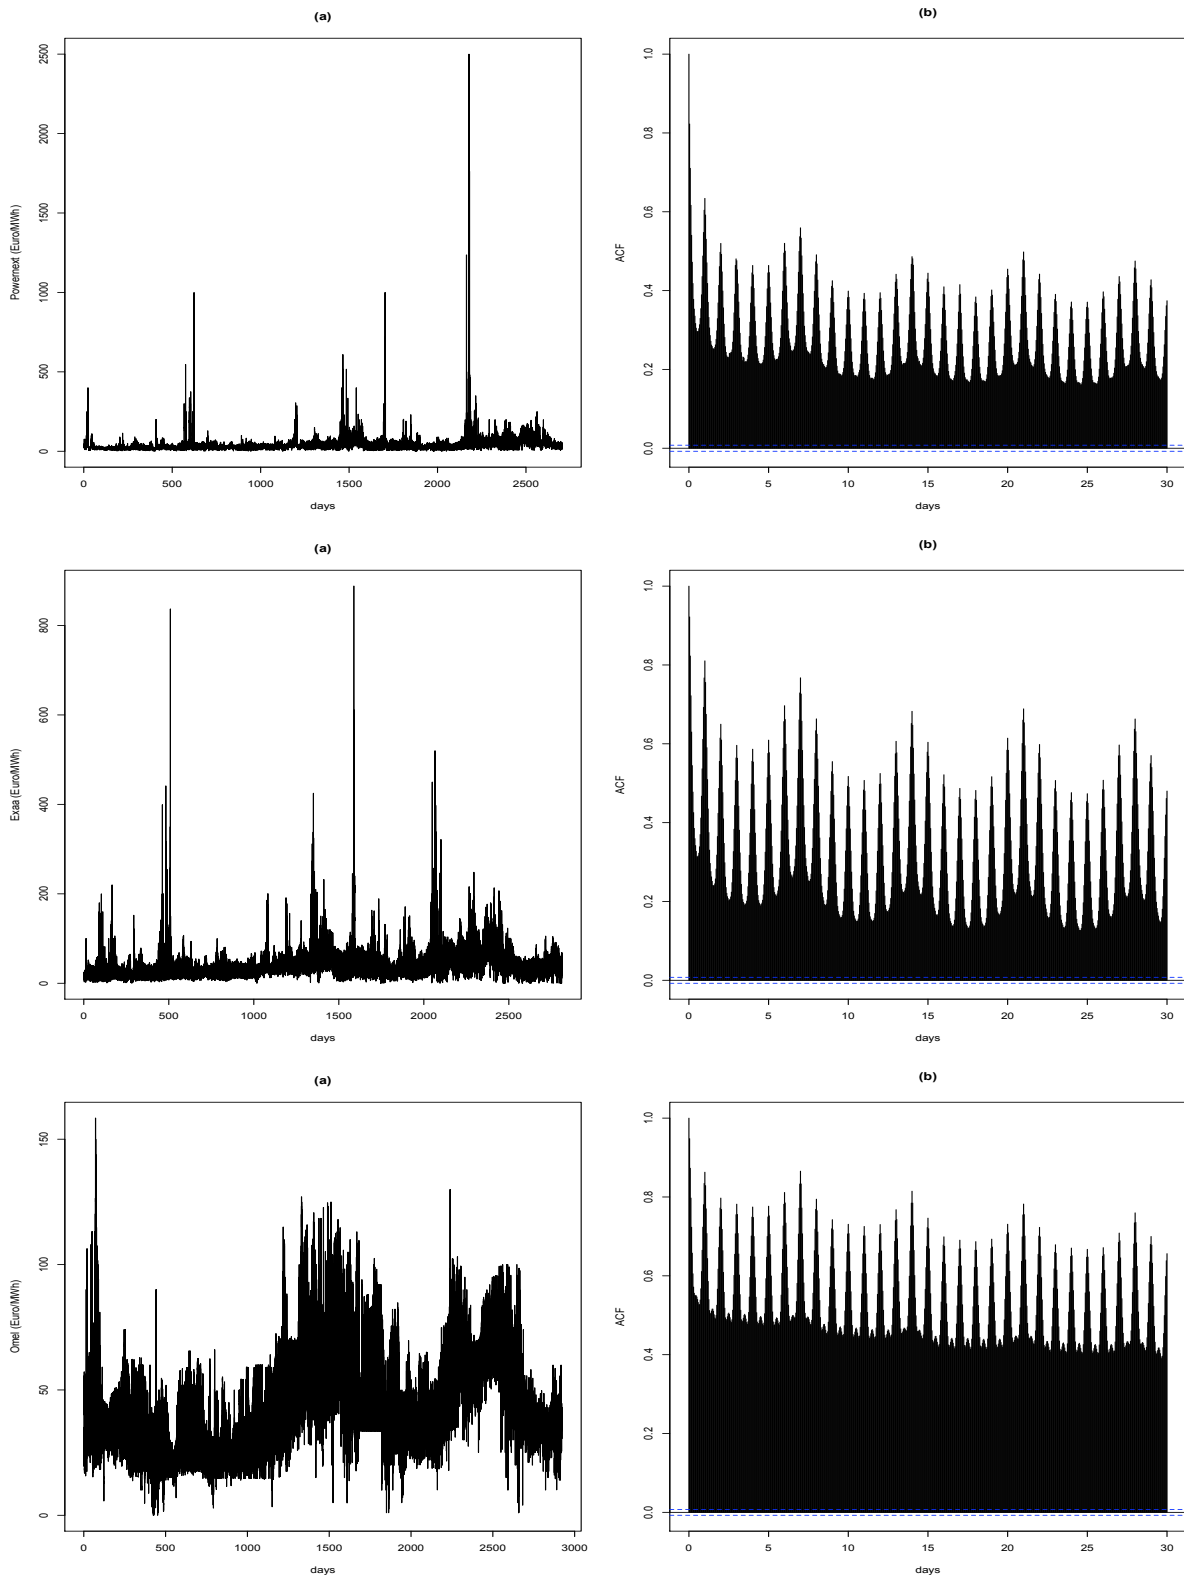 (a)
Powernext (Euro/MWh)
0 500 1000 1500 2000 2500
0 500 1000 1500 2000 2500
days
(b)
ACF
0.0 0.2 0.4 0.6 0.8 1.0
0 5 10 15 20 25 30
days
(a)
Exaa (Euro/MWh)
0 200 400 600 800
0 500 1000 1500 2000 2500
days
(b)
ACF
0.0 0.2 0.4 0.6 0.8 1.0
0 5 10 15 20 25 30
days
(a)
Omel (Euro/MWh)
0 50 100 150
0 500 1000 1500 2000 2500 3000
days
(b)
ACF
0.0 0.2 0.4 0.6 0.8 1.0
0 5 10 15 20 25 30
days